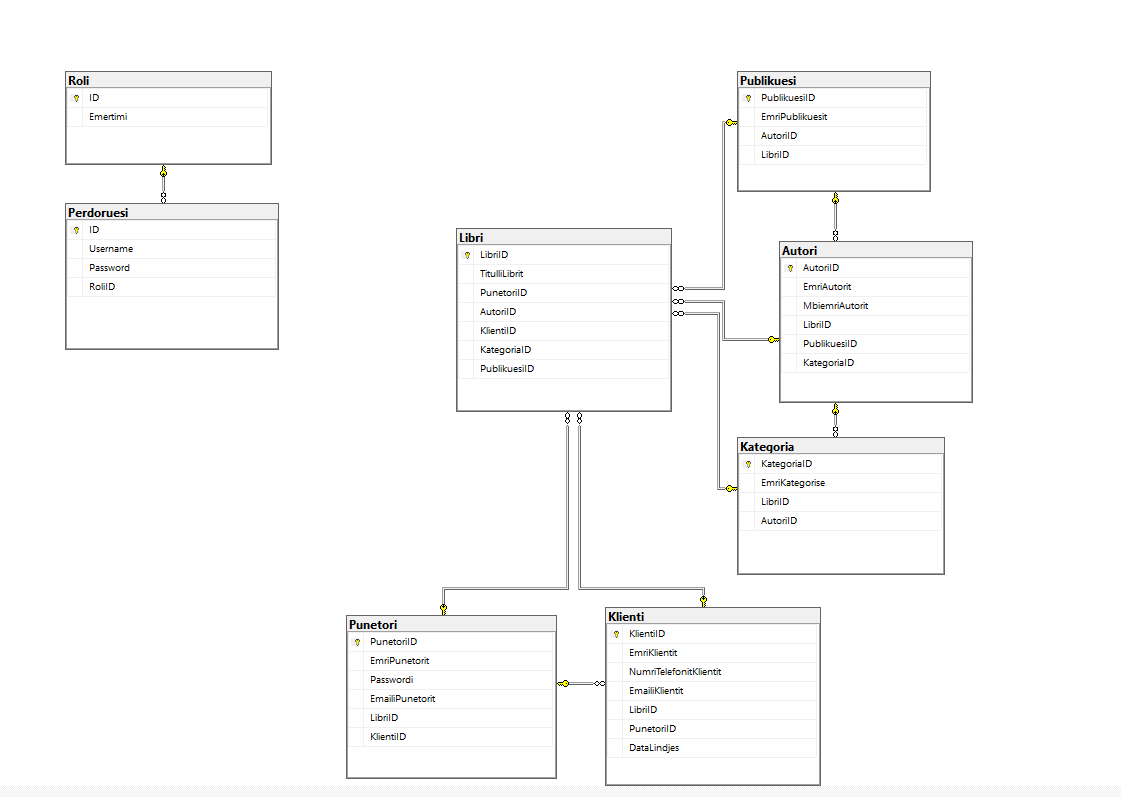 Roli
ID
Emertimi
Perdoruesi
ID
Username
Password
RoliID
Libri
LibriID
TitulliLibrit
PunetoriID
AutoriID
KlientiID
KategoriaID
PublikuesiID
Publikuesi
PublikuesiID
EmriPublikuesit
AutoriID
LibriID
Autori
AutoriID
EmriAutorit
MbiemriAutorit
LibriID
PublikuesiID
KategoriaID
Kategoria
KategoriaID
EmriKategorise
LibriID
AutoriID
Punetori
PunetoriID
EmriPunetorit
Passwordi
EmailiPunetorit
LibriID
KlientiID
Klienti
KlientiID
EmriKlientit
NumriTelefonitKlientit
EmailiKlientit
LibriID
PunetoriID
DataLindjes